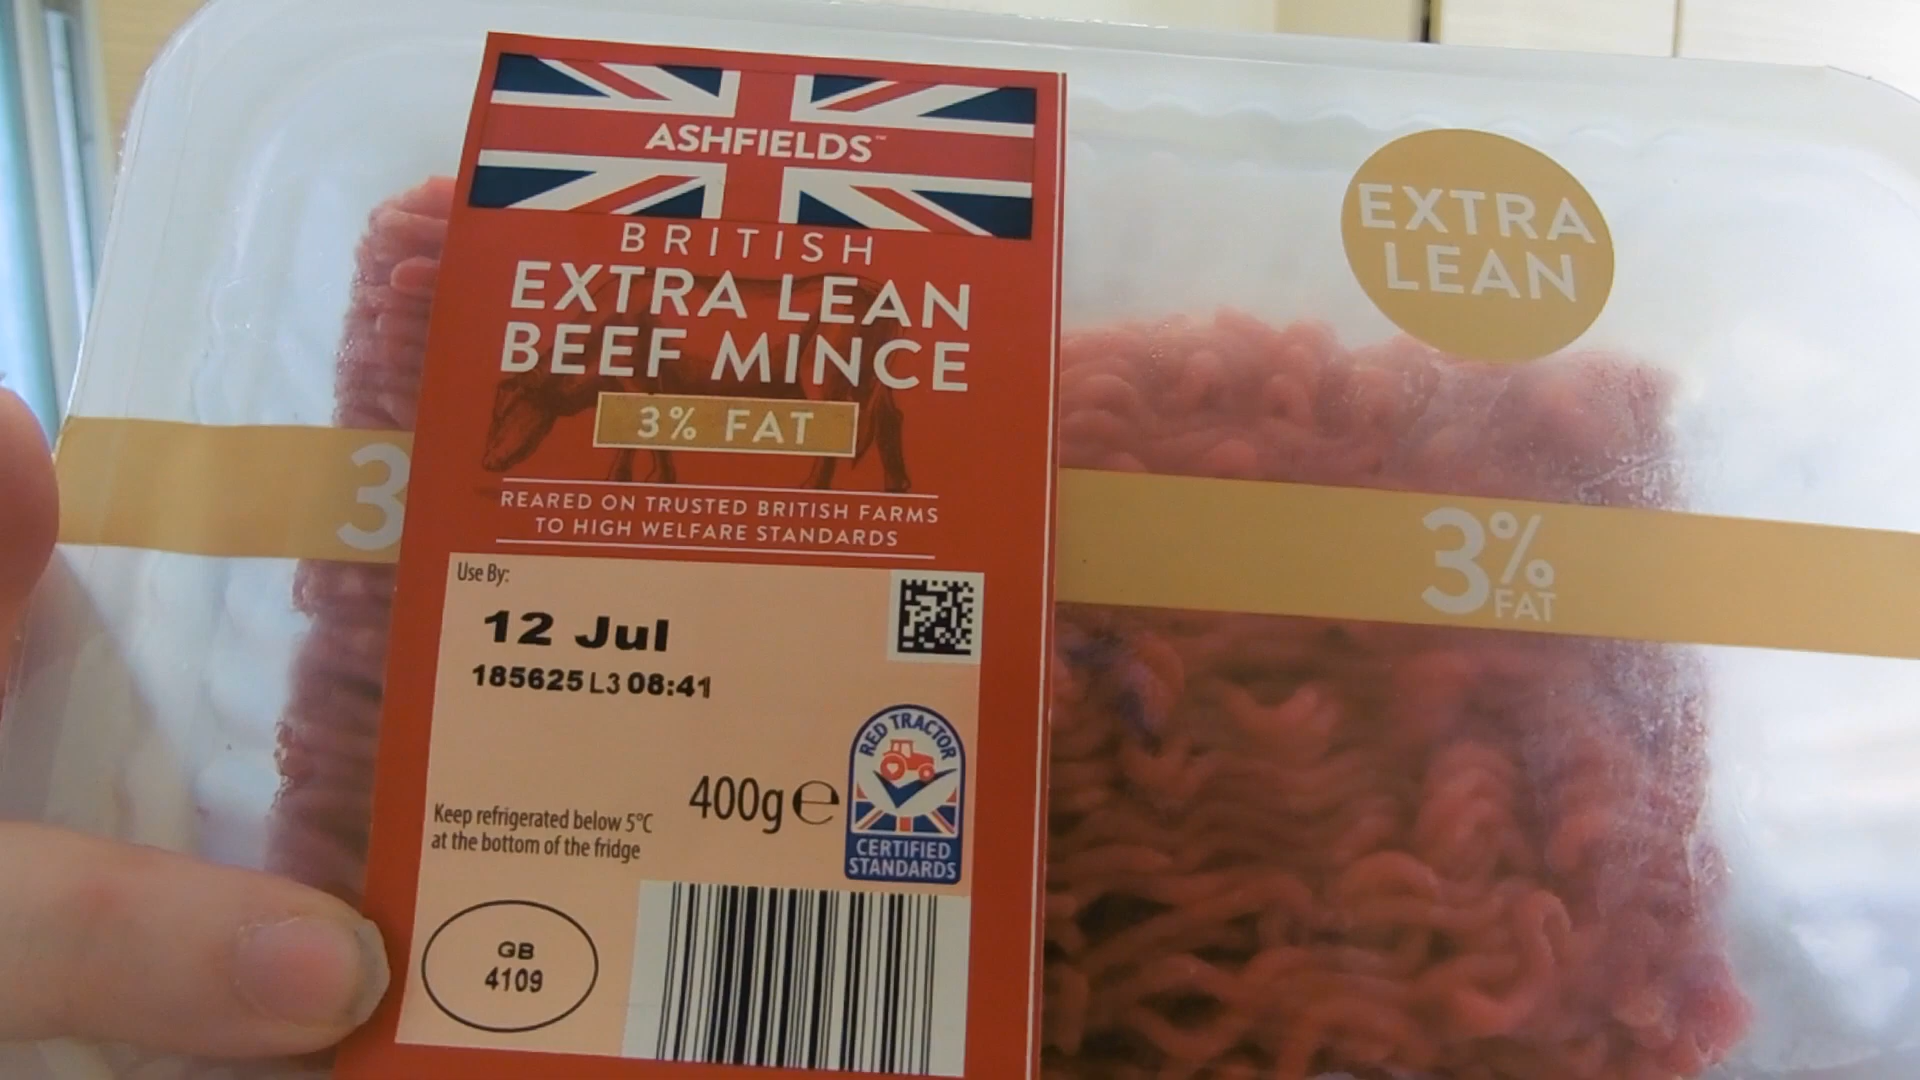 ASHFIELDS™
BRITISH
EXTRA LEAN
BEEF MINCE
3% FAT
REARED ON TRUSTED BRITISH FARMS
TO HIGH WELFARE STANDARDS
Use By:
12 Jul
185625 L3 08:41
400g e
Keep refrigerated below 5°C
at the bottom of the fridge
RED TRACTOR
CERTIFIED
STANDARDS
GB
4109
3
EXTRA
LEAN
3%
FAT